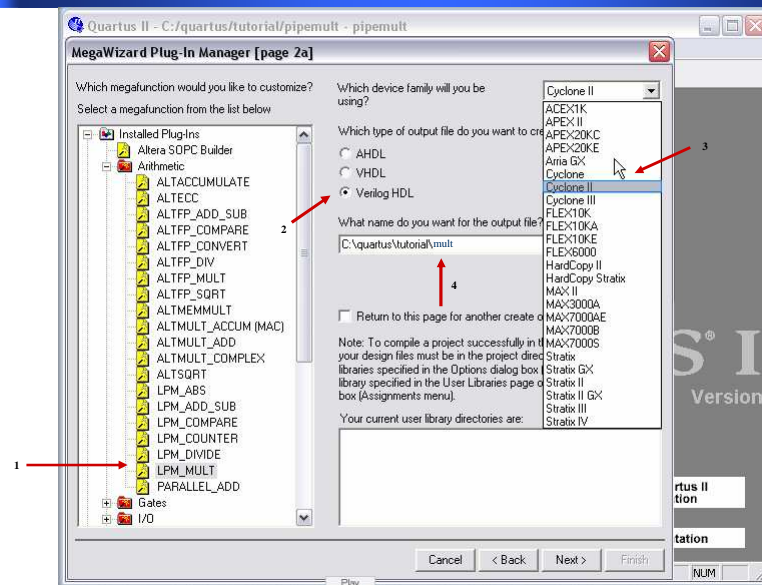 Quartus II - C:/quartus/tutorial/pipemult - pipemult
MegaWizard Plug-In Manager [page 2a]
Which megafunction would you like to customize?
Select a megafunction from the list below
Installed Plug-Ins
Altera SOPC Builder
Arithmetic
ALTACCUMULATE
ALTECC
ALTFP_ADD_SUB
ALTFP_COMPARE
ALTFP_CONVERT
ALTFP_DIV
ALTFP_MULT
ALTFP_SQRT
ALTMEMMULT
ALTMULT_ACCUM (MAC)
ALTMULT_ADD
ALTMULT_COMPLEX
ALTSQRT
LPM_ABS
LPM_ADD_SUB
LPM_COMPARE
LPM_COUNTER
LPM_DIVIDE
LPM_MULT
PARALLEL_ADD
Gates
I/O
1
2
Which device family will you be
using?
Cyclone II
Which type of output file do you want to cre
AHDL
VHDL
Verilog HDL
What name do you want for the output file?
C:\quartus\tutorial\mult
4
Return to this page for another create o
Note: To compile a project successfully in t
your design files must be in the project direc
libraries specified in the Options dialog box
library specified in the User Libraries page o
box (Assignments menu).
Your current user library directories are:
ACEX1K
APEX II
APEX20KC
APEX20KE
Arria GX
Cyclone
Cyclone II
Cyclone III
FLEX10K
FLEX10KA
FLEX10KE
FLEX6000
HardCopy II
HardCopy Stratix
MAX II
MAX3000A
MAX7000AE
MAX7000B
MAX7000S
Stratix
Stratix GX
Stratix II
Stratix II GX
Stratix III
Stratix IV
3
S® I
Version
rtus II
tion
tation
Cancel
< Back
Next >
Finish
Play
NUM